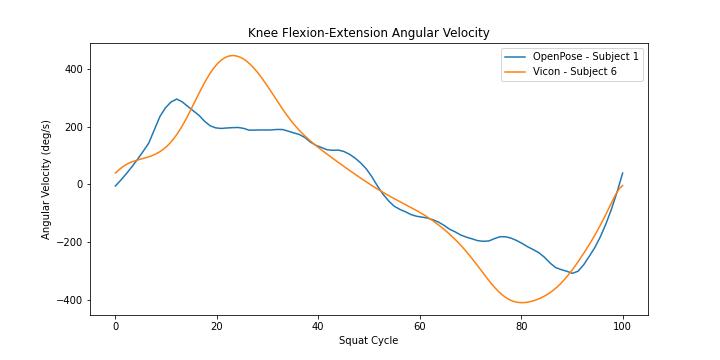 Knee Flexion-Extension Angular Velocity
OpenPose - Subject 1
Vicon - Subject 6
Angular Velocity (deg/s)
400
200
0
−200
−400
0 20 40 60 80 100
Squat Cycle